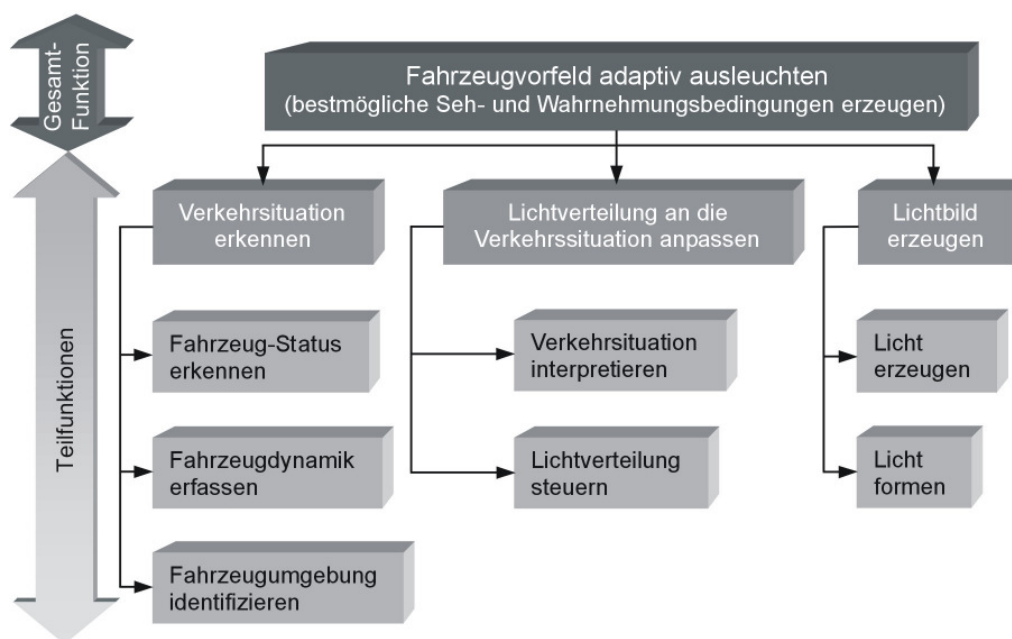 Gesamt-
Funktion
Fahrzeugvorfeld adaptiv ausleuchten
(bestmögliche Seh- und Wahrnehmungsbedingungen erzeugen)
Teilfunktionen
Verkehrsituation
erkennen
Lichtverteilung an die
Verkehrssituation anpassen
Lichtbild
erzeugen
Fahrzeug-Status
erkennen
Verkehrsituation
interpretieren
Licht
erzeugen
Fahrzeugdynamik
erfassen
Lichtverteilung
steuern
Licht
formen
Fahrzeugumgebung
identifizieren